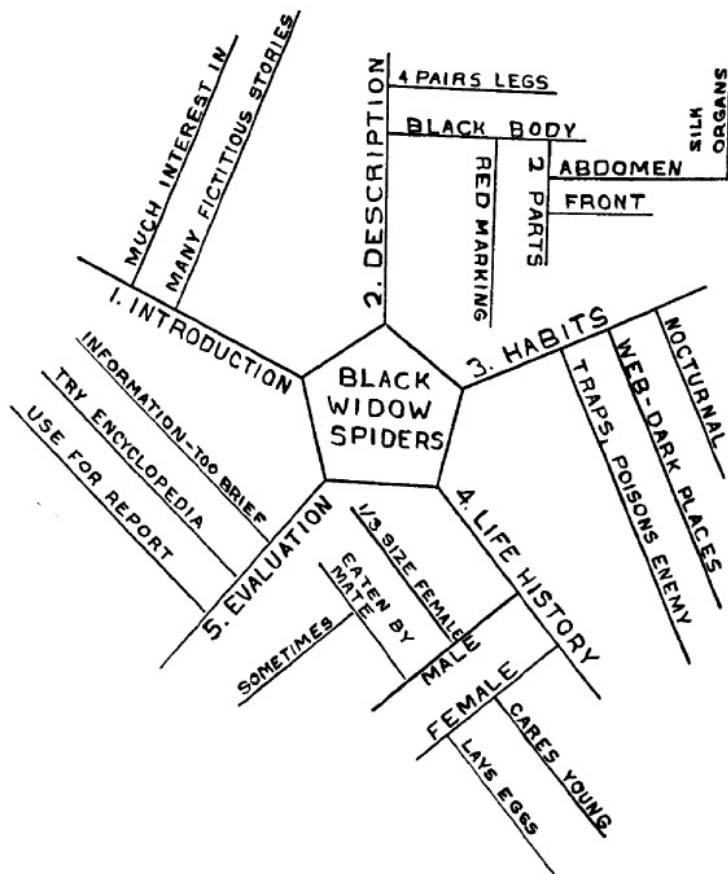 BLACK
WIDOW
SPIDERS
1. INTRODUCTION
MUCH INTEREST IN
MANY FICTITIOUS STORIES
2. DESCRIPTION
4 PAIRS LEGS
BLACK BODY
RED MARKING
2 PARTS
ABDOMEN
SILK
ORGANS
FRONT
3. HABITS
NOCTURNAL
WEB-DARK PLACES
TRAPS, POISONS ENEMY
4. LIFE HISTORY
MALE
1/3 SIZE FEMALE
EATEN BY
MATE
SOMETIMES
FEMALE
CARES YOUNG
LAYS EGGS
5. EVALUATION
INFORMATION-TOO BRIEF
TRY ENCYCLOPEDIA
USE FOR REPORT